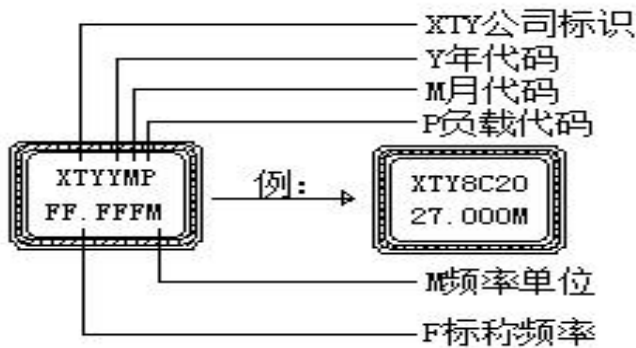 XTY公司标识
Y年代码
M月代码
P负载代码
XTYYMP
FF.FFFM
例：
XTY8C20
27.000M
M频率单位
F标称频率